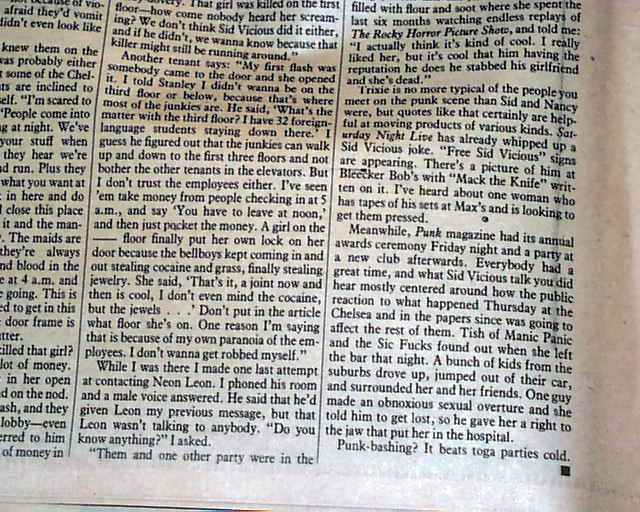 because of vio-
afraid they'd vomit
didn't even look like
knew them on the
was probably either
t some of the Chel-
nts are inclined to
self. "I'm scared to
"People come into
g at night. We've
your stuff when
they hear we're
d run. Plus they
what you want at
k in here and do
l close this place
it and the man-
. The maids are
they're always
nd blood in the
e at 4 a.m. and
going. This is
ed to get in this
door frame is
tter.
killed that girl?
lot of money.
in her open
d on the nod.
ash, and they
lobby—even
erred to him
of money in
That girl was killed on the first
floor—how come nobody heard her scream-
ing? We don't think Sid Vicious did it either,
and if he didn't, we wanna know because that
killer might still be running around."
Another tenant says: "My first flash was
somebody came to the door and she opened
it. I told Stanley I didn't wanna be on the
third floor or below, because that's where
most of the junkies are. He said, 'What's the
matter with the third floor? I have 32 foreign-
language students staying down there.' I
guess he figured out that the junkies can walk
up and down to the first three floors and not
bother the other tenants in the elevators. But
I don't trust the employees either. I've seen
'em take money from people checking in at 5
a.m., and say 'You have to leave at noon,'
and then just pocket the money. A girl on the
— floor finally put her own lock on her
door because the bellboys kept coming in and
out stealing cocaine and grass, finally stealing
jewelry. She said, 'That's it, a joint now and
then is cool, I don't even mind the cocaine,
but the jewels . . .' Don't put in the article
what floor she's on. One reason I'm saying
that is because of my own paranoia of the em-
ployees. I don't wanna get robbed myself."
While I was there I made one last attempt
at contacting Neon Leon. I phoned his room
and a male voice answered. He said that he'd
given Leon my previous message, but that
Leon wasn't talking to anybody. "Do you
know anything?" I asked.
"Them and one other party were in the
filled with flour and soot where she spent the
last six months watching endless replays of
The Rocky Horror Picture Show, and told me:
"I actually think it's kind of cool. I really
liked her, but it's cool that him having the
reputation he does he stabbed his girlfriend
and she's dead."
Trixie is no more typical of the people you
meet on the punk scene than Sid and Nancy
were, but quotes like that certainly are help-
ful at moving products of various kinds. Sat-
urday Night Live has already whipped up a
Sid Vicious joke. "Free Sid Vicious" signs
are appearing. There's a picture of him at
Bleecker Bob's with "Mack the Knife" writ-
ten on it. I've heard about one woman who
has tapes of his sets at Max's and is looking to
get them pressed.
Meanwhile, Punk magazine had its annual
awards ceremony Friday night and a party at
a new club afterwards. Everybody had a
great time, and what Sid Vicious talk you did
hear mostly centered around how the public
reaction to what happened Thursday at the
Chelsea and in the papers since was going to
affect the rest of them. Tish of Manic Panic
and the Sic Fucks found out when she left
the bar that night. A bunch of kids from the
suburbs drove up, jumped out of their car,
and surrounded her and her friends. One guy
made an obnoxious sexual overture and she
told him to get lost, so he gave her a right to
the jaw that put her in the hospital.
Punk-bashing? It beats toga parties cold.